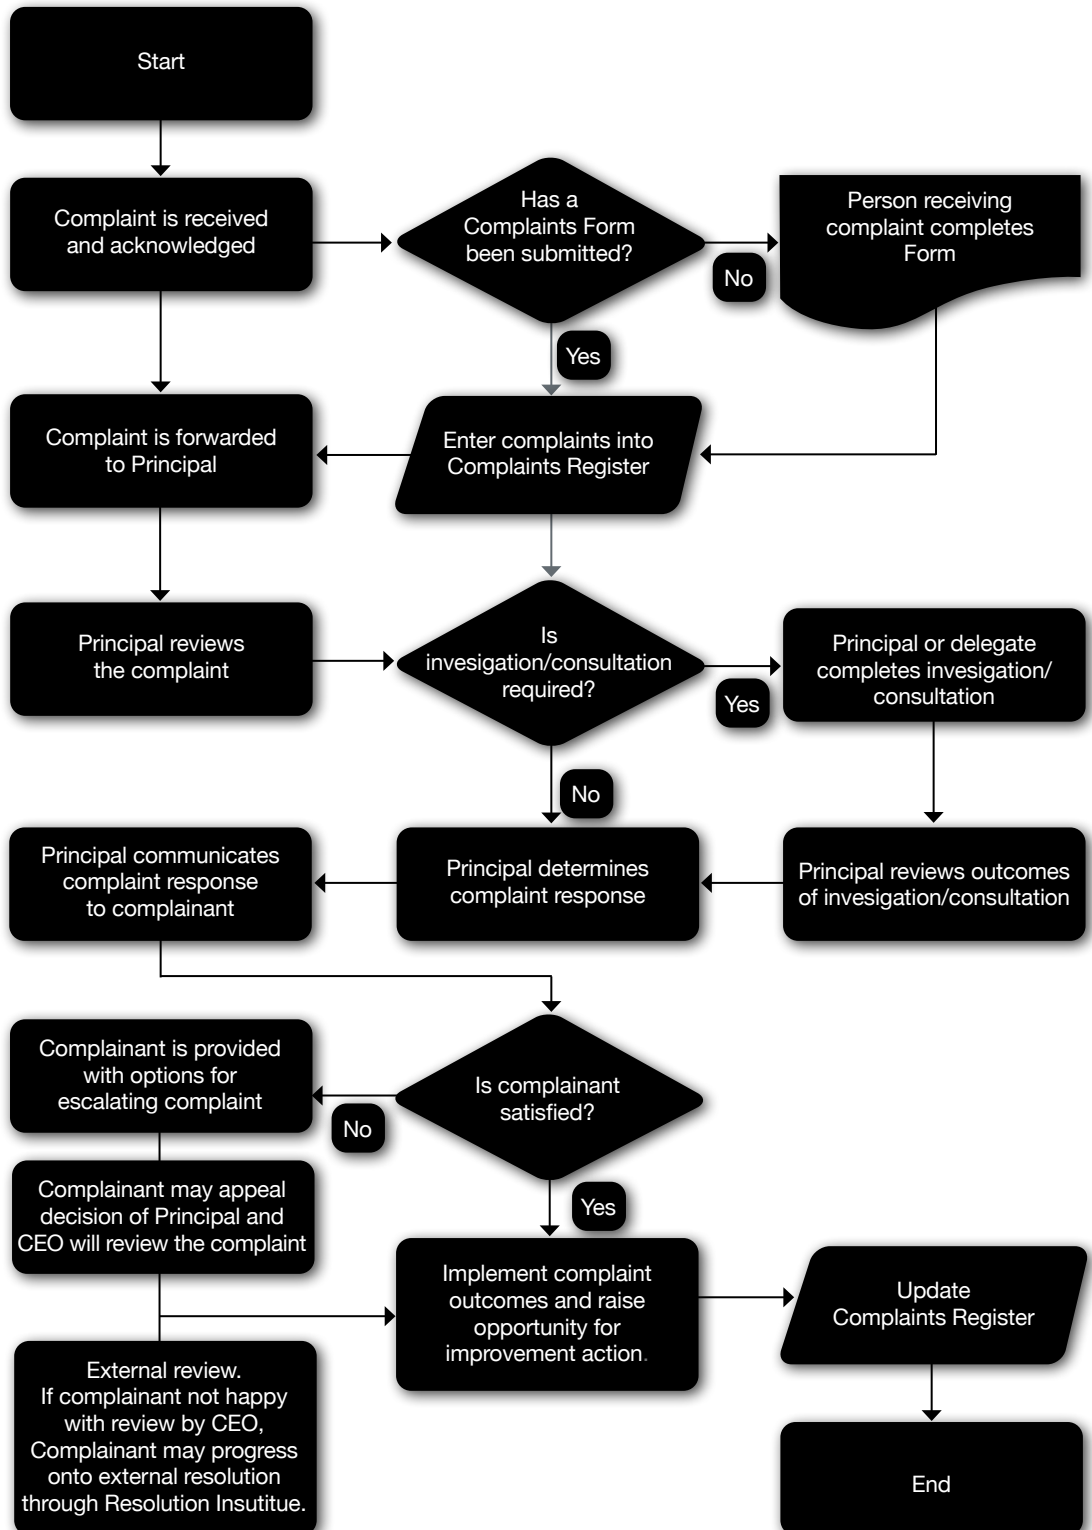 Start
Complaint is received
and acknowledged
Has a
Complaints Form
been submitted?
No
Person receiving
complaint completes
Form
Yes
Complaint is forwarded
to Principal
Enter complaints into
Complaints Register
Principal reviews
the complaint
Is
invesigation/consultation
required?
Yes
Principal or delegate
completes invesigation/
consultation
No
Principal communicates
complaint response
to complainant
Principal determines
complaint response
Principal reviews outcomes
of invesigation/consultation
Complainant is provided
with options for
escalating complaint
No
Is complainant
satisfied?
Complainant may appeal
decision of Principal and
CEO will review the complaint
Yes
Implement complaint
outcomes and raise
opportunity for
improvement action.
Update
Complaints Register
External review.
If complainant not happy
with review by CEO,
Complainant may progress
onto external resolution
through Resolution Insutitue.
End